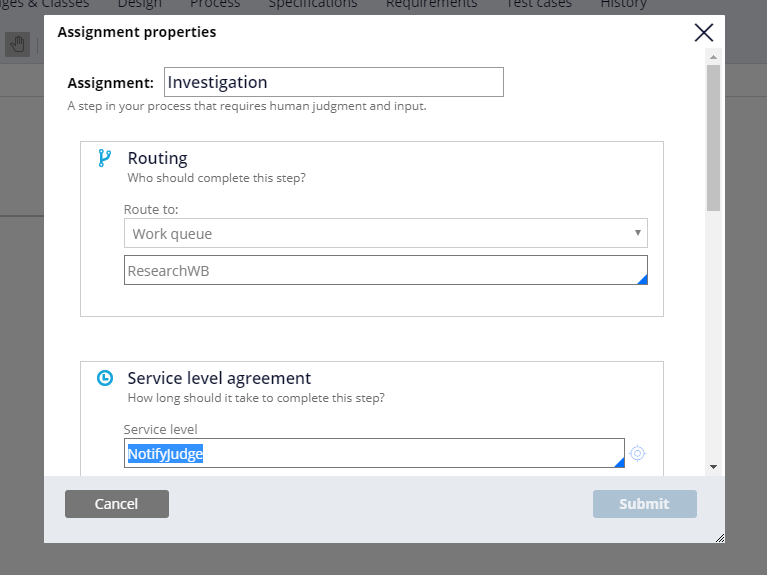 ges & Classes Design Process Specifications Requirements Test cases History
Assignment properties
Assignment: Investigation
A step in your process that requires human judgment and input.
Routing
Who should complete this step?
Route to:
Work queue
ResearchWB
Service level agreement
How long should it take to complete this step?
Service level
NotifyJudge
Cancel Submit